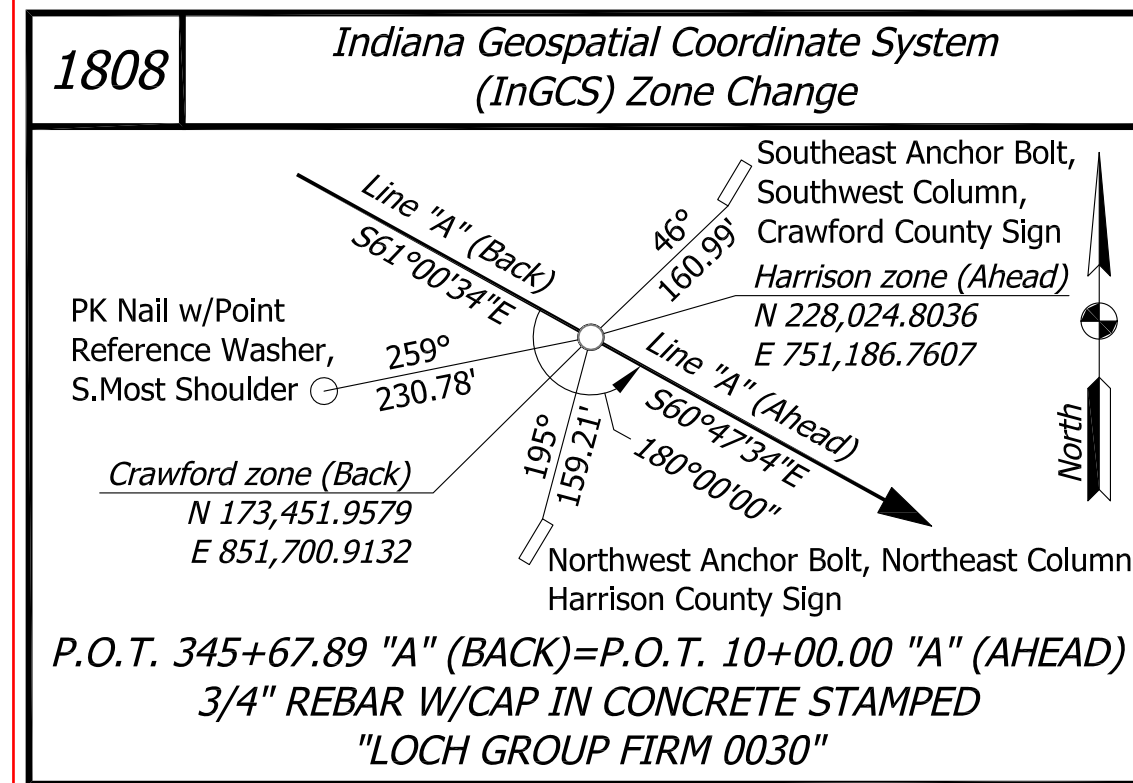 1808
Indiana Geospatial Coordinate System
(InGCS) Zone Change
Southeast Anchor Bolt,
Southwest Column,
Crawford County Sign
46°
160.99'
Line "A" (Back)
S61°00'34"E
Harrison zone (Ahead)
N 228,024.8036
E 751,186.7607
PK Nail w/Point
Reference Washer,
S.Most Shoulder
259°
230.78'
Line "A" (Ahead)
S60°47'34"E
180°00'00"
195°
159.21'
North
Crawford zone (Back)
N 173,451.9579
E 851,700.9132
Northwest Anchor Bolt, Northeast Column
Harrison County Sign
P.O.T. 345+67.89 "A" (BACK)=P.O.T. 10+00.00 "A" (AHEAD)
3/4" REBAR W/CAP IN CONCRETE STAMPED
"LOCH GROUP FIRM 0030"